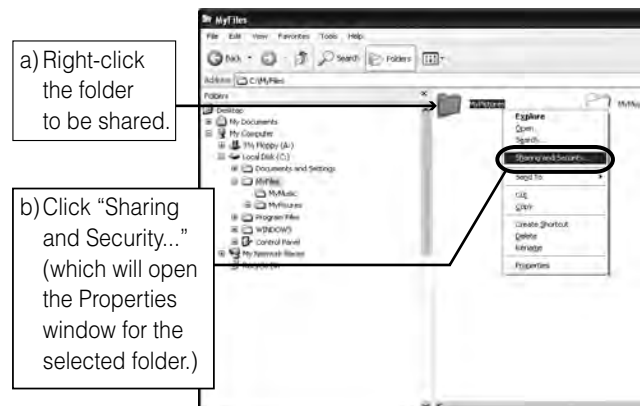 MyFiles
File Edit View Favorites Tools Help
Back Search Folders
Address C:\MyFiles
a) Right-click
the folder
to be shared.
b) Click “Sharing
and Security...”
(which will open
the Properties
window for the
selected folder.)
Folders
Desktop
My Documents
My Computer
My Floppy (A:)
Local Disk (C:)
Documents and Settings
MyFiles
MyMusic
MyPictures
Program Files
WINDOWS
Control Panel
My Network Places
Recycle Bin
MyPictures
Explore
Open
Search...
Sharing and Security...
Send To
Cut
Copy
Create Shortcut
Delete
Rename
Properties